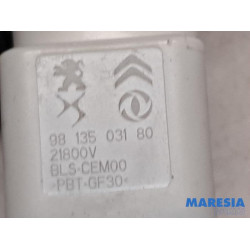 98 135 031 80
21800V
BLS-CEM00
>PBT-GF30<
MARESIA